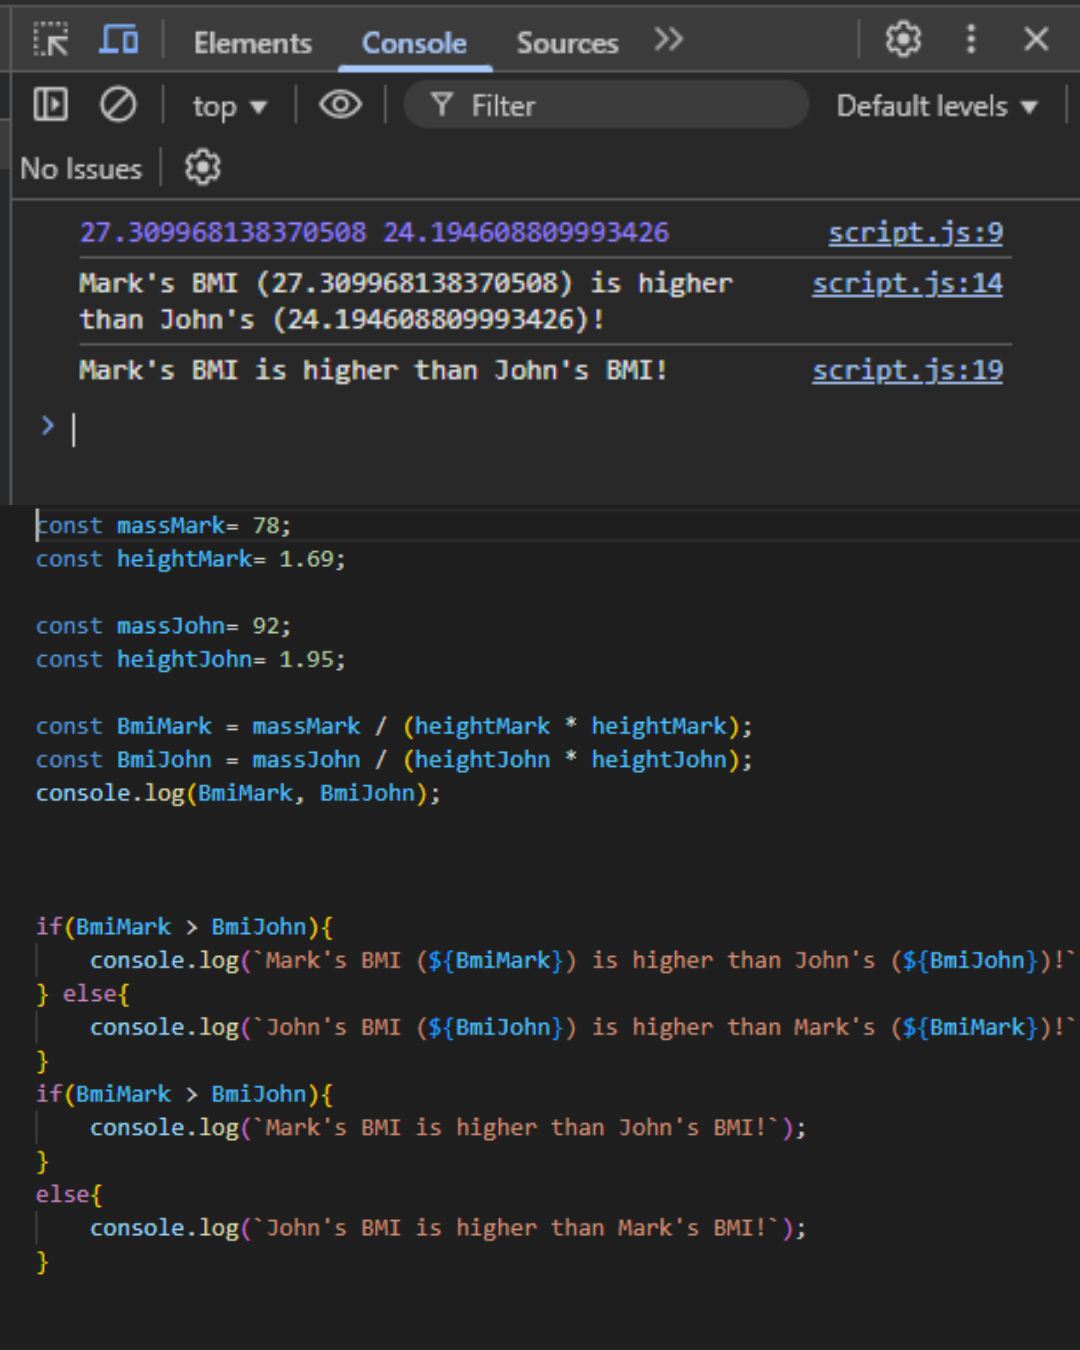 Elements Console Sources
top Filter Default levels
No Issues
27.309968138370508 24.194608809993426 script.js:9
Mark's BMI (27.309968138370508) is higher script.js:14
than John's (24.194608809993426)!
Mark's BMI is higher than John's BMI! script.js:19
const massMark= 78;
const heightMark= 1.69;
const massJohn= 92;
const heightJohn= 1.95;
const BmiMark = massMark / (heightMark * heightMark);
const BmiJohn = massJohn / (heightJohn * heightJohn);
console.log(BmiMark, BmiJohn);
if(BmiMark > BmiJohn){
console.log(`Mark's BMI (${BmiMark}) is higher than John's (${BmiJohn})!`
} else{
console.log(`John's BMI (${BmiJohn}) is higher than Mark's (${BmiMark})!`
}
if(BmiMark > BmiJohn){
console.log(`Mark's BMI is higher than John's BMI!`);
}
else{
console.log(`John's BMI is higher than Mark's BMI!`);
}